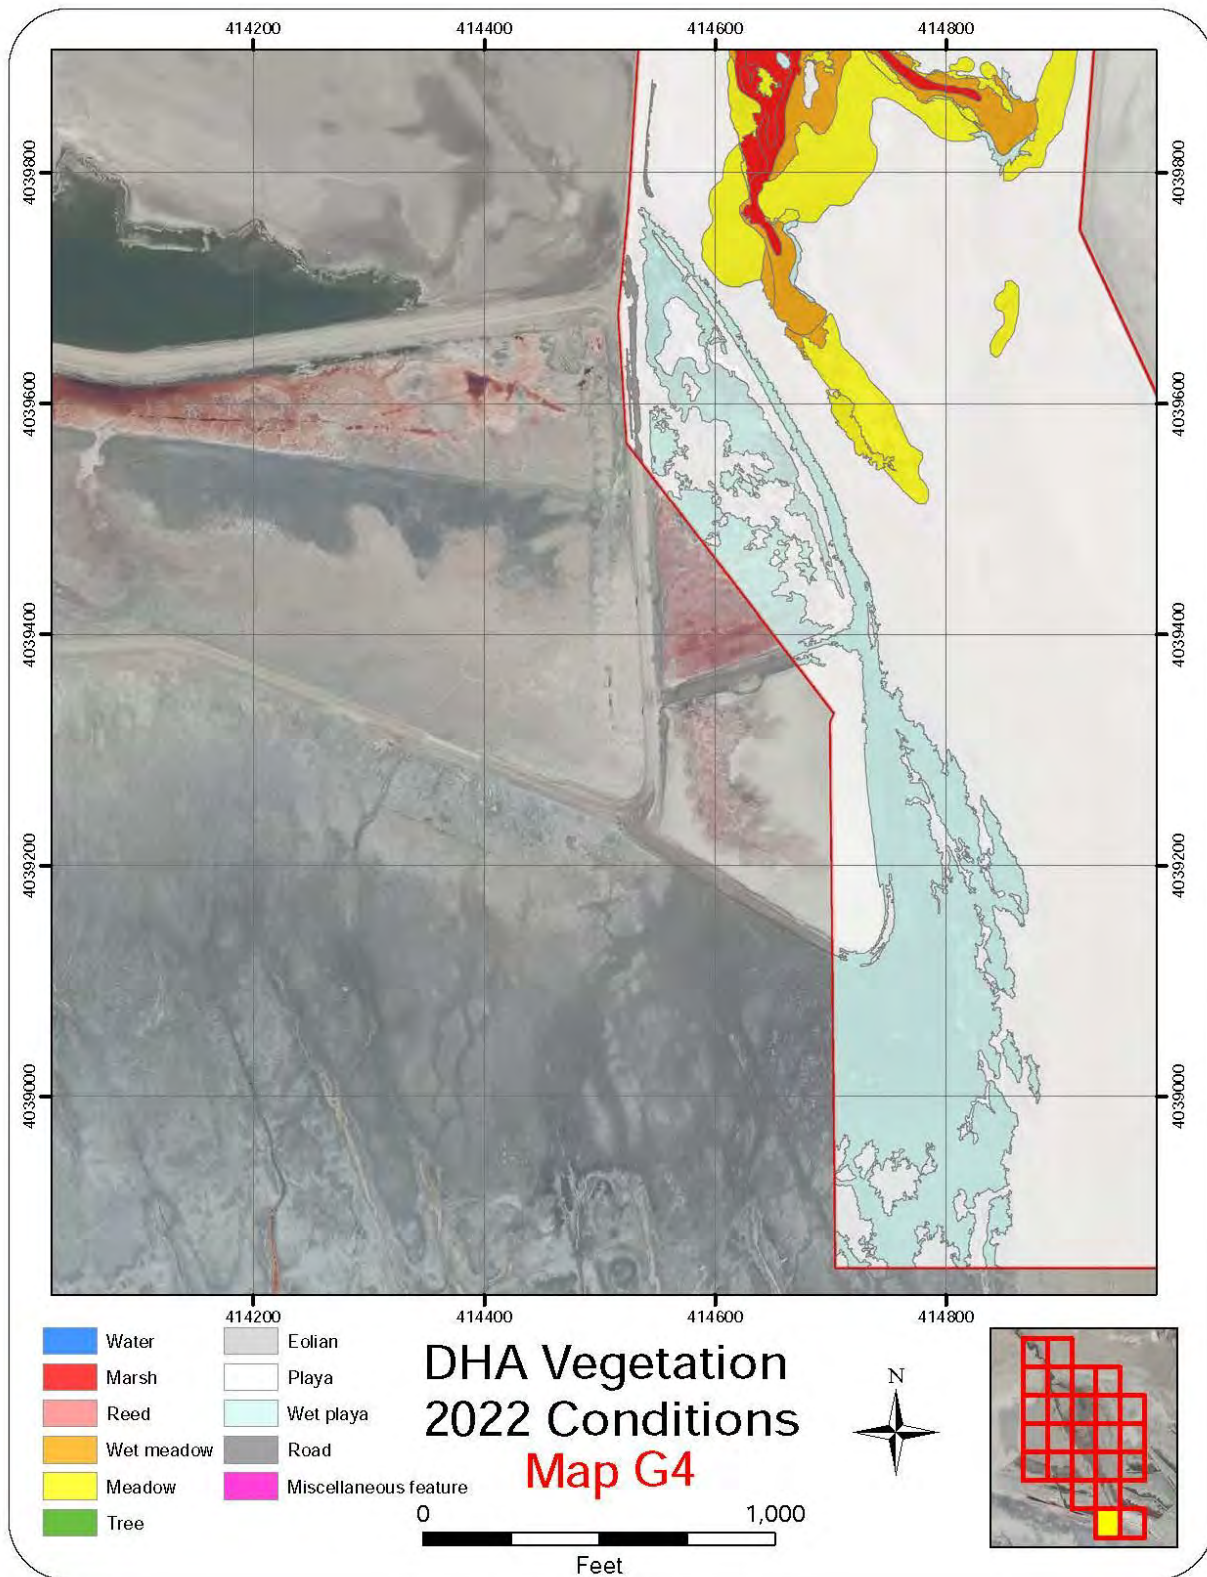 414200 414400 414600 414800
4039800 4039800
4039600 4039600
4039400 4039400
4039200 4039200
4039000 4039000
414200 414400 414600 414800
Water
Marsh
Reed
Wet meadow
Meadow
Tree
Eolian
Playa
Wet playa
Road
Miscellaneous feature
DHA Vegetation
2022 Conditions
Map G4
0 1,000
Feet
N